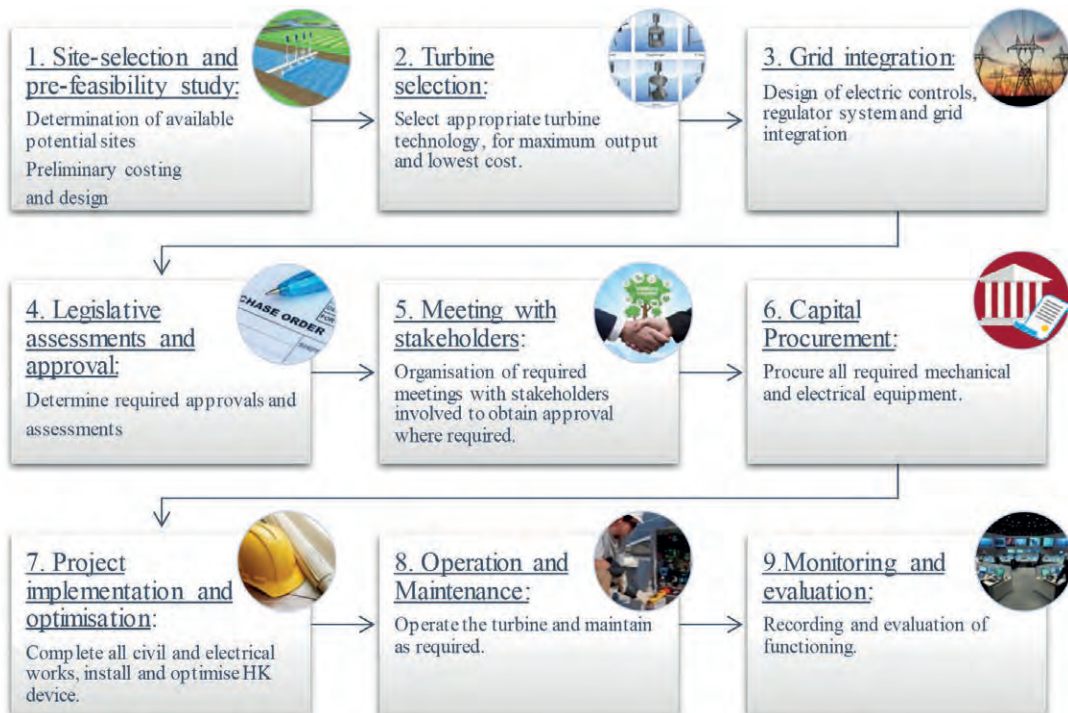 1. Site-selection and
pre-feasibility study:
Determination of available
potential sites
Preliminary costing
and design
2. Turbine
selection:
Select appropriate turbine
technology, for maximum output
and lowest cost.
3. Grid integration:
Design of electric controls,
regulator system and grid
integration
4. Legislative
assessments and
approval:
Determine required approvals and
assessments
CHASE ORDER
5. Meeting with
stakeholders:
Organisation of required
meetings with stakeholders
involved to obtain approval
where required.
6. Capital
Procurement:
Procure all required mechanical
and electrical equipment.
7. Project
implementation and
optimisation:
Complete all civil and electrical
works, install and optimise HK
device.
8. Operation and
Maintenance:
Operate the turbine and maintain
as required.
9.Monitoring and
evaluation:
Recording and evaluation of
functioning.